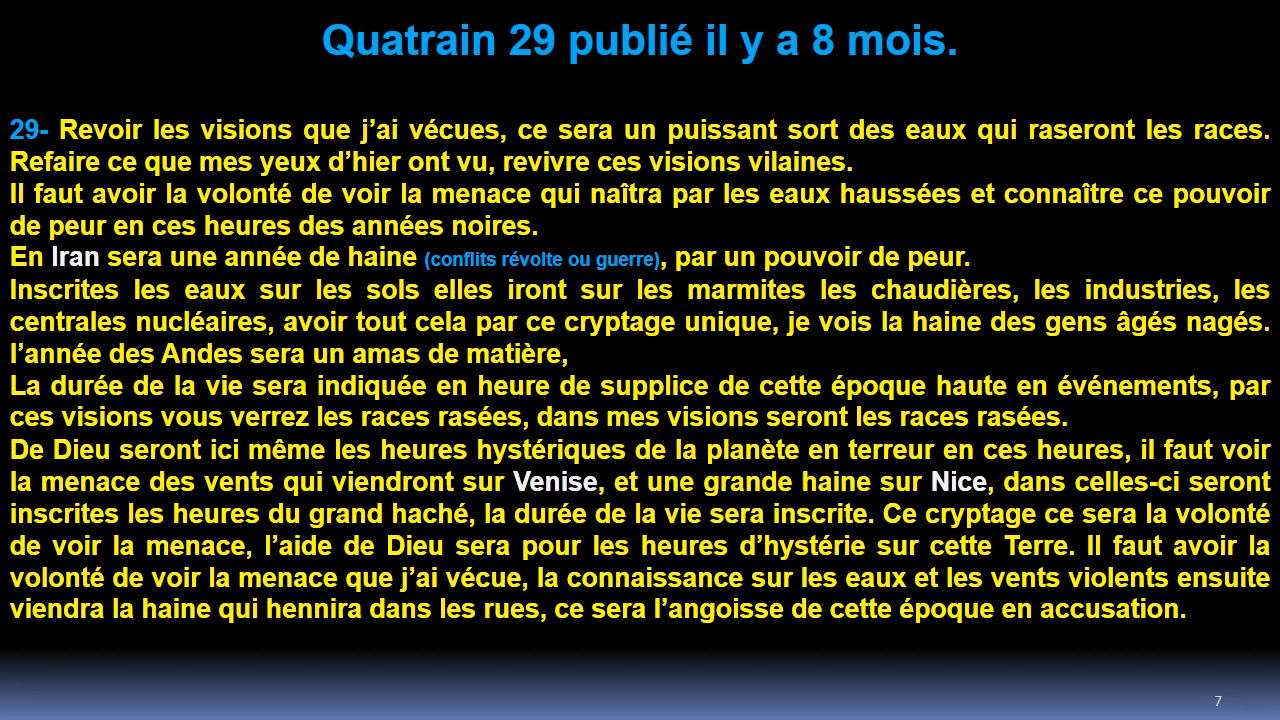 Quatrain 29 publié il y a 8 mois.
29- Revoir les visions que j’ai vécues, ce sera un puissant sort des eaux qui raseront les races.
Refaire ce que mes yeux d’hier ont vu, revivre ces visions vilaines.
Il faut avoir la volonté de voir la menace qui naîtra par les eaux haussées et connaître ce pouvoir
de peur en ces heures des années noires.
En Iran sera une année de haine (conflits révolte ou guerre), par un pouvoir de peur.
Inscrites les eaux sur les sols elles iront sur les marmites les chaudières, les industries, les
centrales nucléaires, avoir tout cela par ce cryptage unique, je vois la haine des gens âgés nagés.
l’année des Andes sera un amas de matière,
La durée de la vie sera indiquée en heure de supplice de cette époque haute en événements, par
ces visions vous verrez les races rasées, dans mes visions seront les races rasées.
De Dieu seront ici même les heures hystériques de la planète en terreur en ces heures, il faut voir
la menace des vents qui viendront sur Venise, et une grande haine sur Nice, dans celles-ci seront
inscrites les heures du grand haché, la durée de la vie sera inscrite. Ce cryptage ce sera la volonté
de voir la menace, l’aide de Dieu sera pour les heures d’hystérie sur cette Terre. Il faut avoir la
volonté de voir la menace que j’ai vécue, la connaissance sur les eaux et les vents violents ensuite
viendra la haine qui hennira dans les rues, ce sera l’angoisse de cette époque en accusation.
7